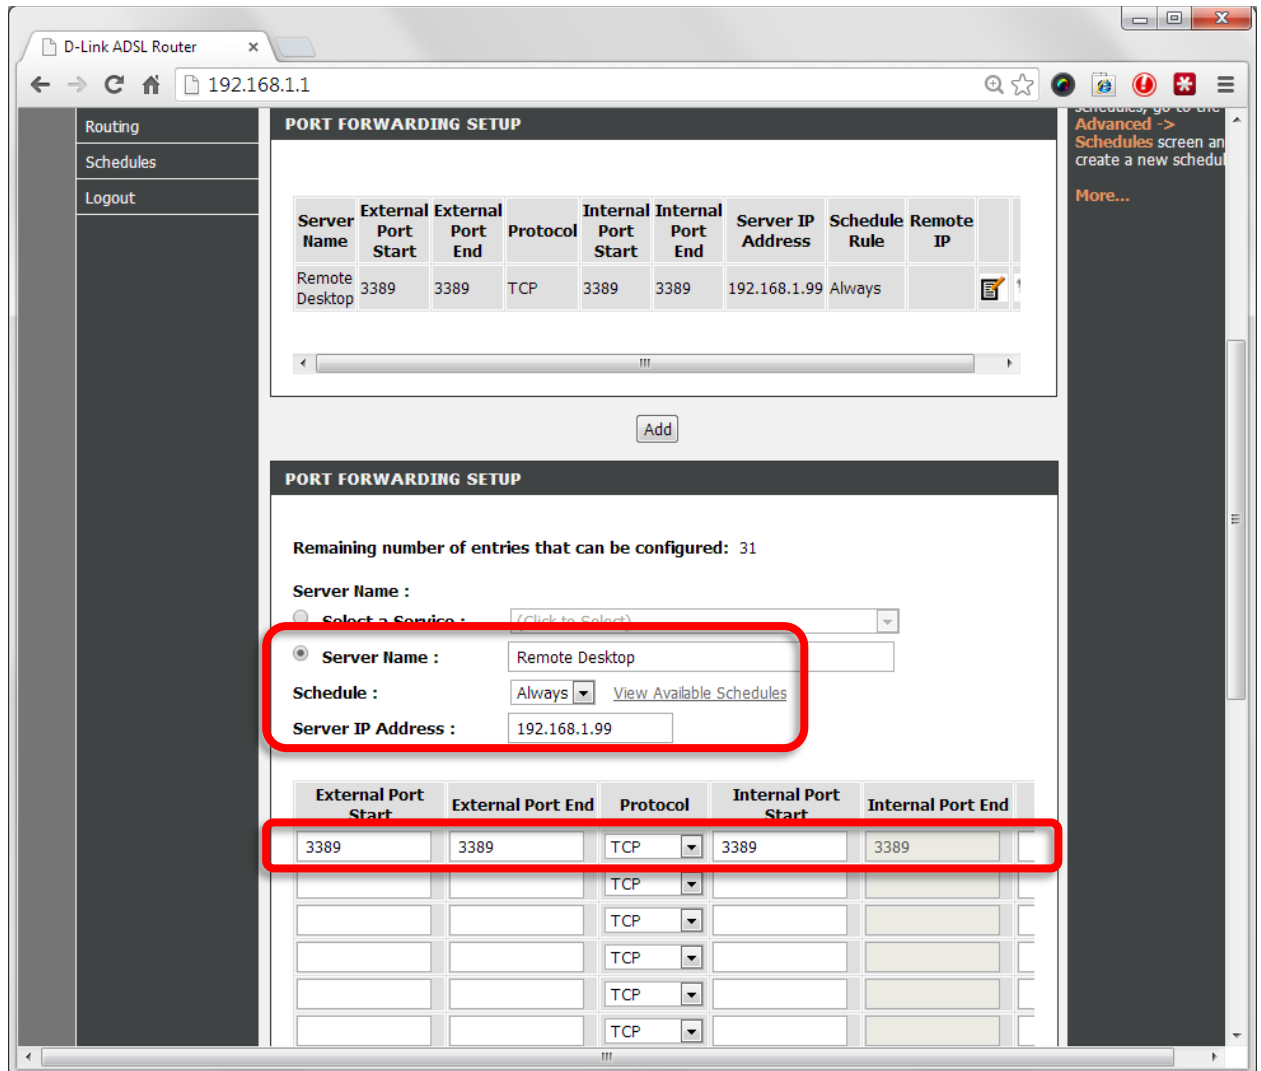 D-Link ADSL Router
192.168.1.1
Routing
Schedules
Logout
PORT FORWARDING SETUP
Server Name
External Port Start
External Port End
Protocol
Internal Port Start
Internal Port End
Server IP Address
Schedule Rule
Remote IP
Remote Desktop
3389
3389
TCP
3389
3389
192.168.1.99
Always
Add
PORT FORWARDING SETUP
Remaining number of entries that can be configured: 31
Server Name :
Select a Service :
(Click to Select)
Server Name :
Remote Desktop
Schedule :
Always
View Available Schedules
Server IP Address :
192.168.1.99
External Port Start
External Port End
Protocol
Internal Port Start
Internal Port End
3389
3389
TCP
3389
3389
TCP
TCP
TCP
TCP
TCP
schedules, go to the
Advanced ->
Schedules screen an
create a new schedul
More...